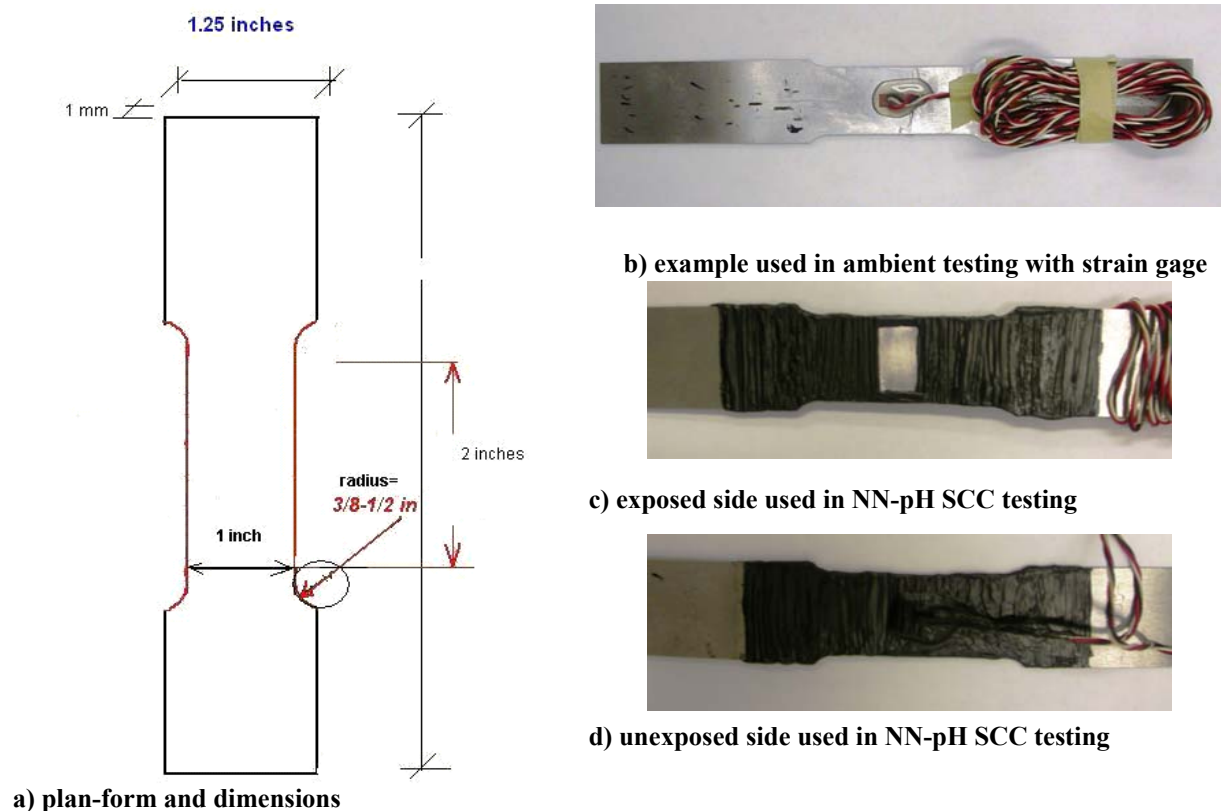 1.25 inches
1 mm
2 inches
radius=
3/8-1/2 in
1 inch
a) plan-form and dimensions
b) example used in ambient testing with strain gage
c) exposed side used in NN-pH SCC testing
d) unexposed side used in NN-pH SCC testing